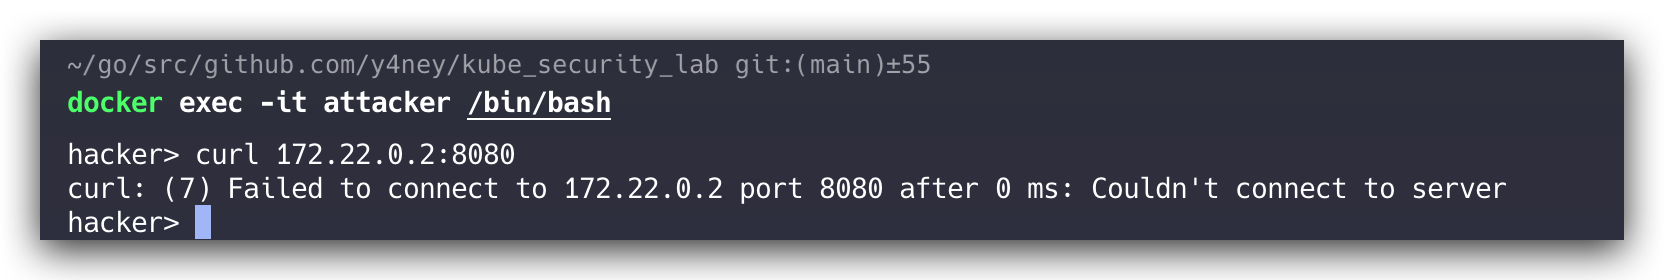 ~/go/src/github.com/y4ney/kube_security_lab git:(main)±55
docker exec -it attacker /bin/bash
hacker> curl 172.22.0.2:8080
curl: (7) Failed to connect to 172.22.0.2 port 8080 after 0 ms: Couldn't connect to server
hacker>